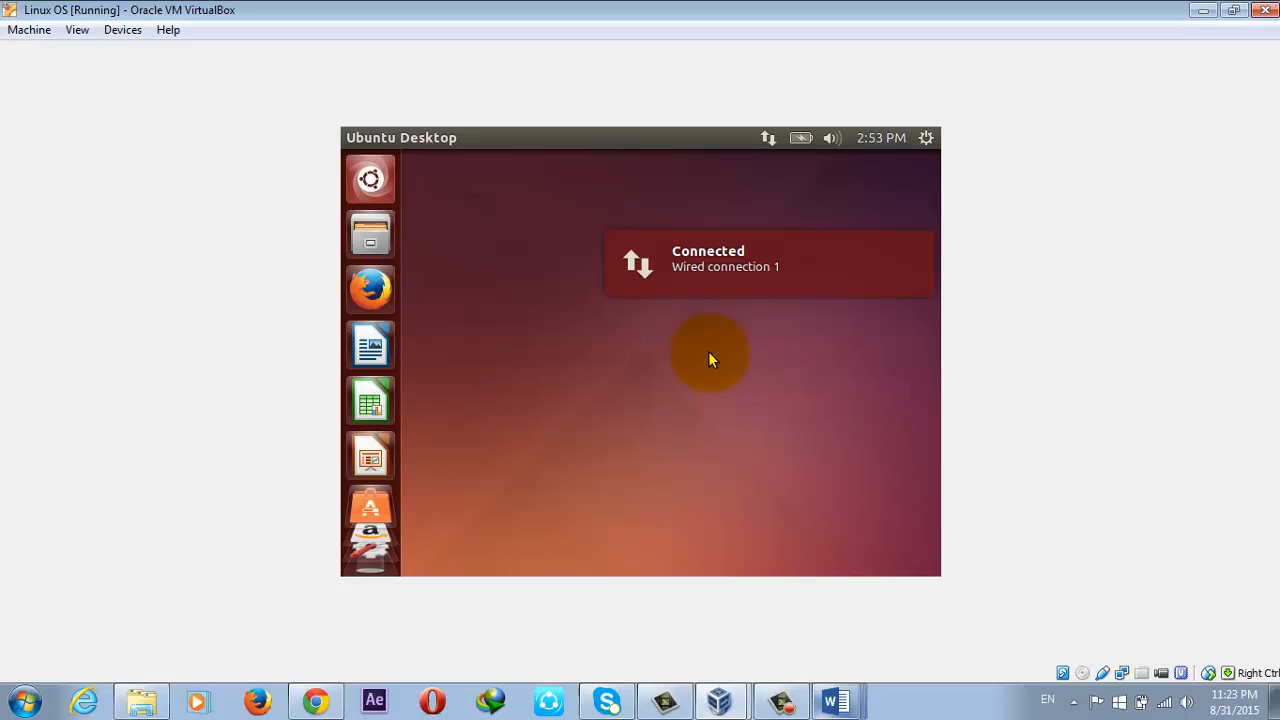 Linux OS [Running] - Oracle VM VirtualBox
Machine View Devices Help
Ubuntu Desktop 2:53 PM
Connected
Wired connection 1
A
a
Right Ctrl
Ae
W
EN
11:23 PM
8/31/2015